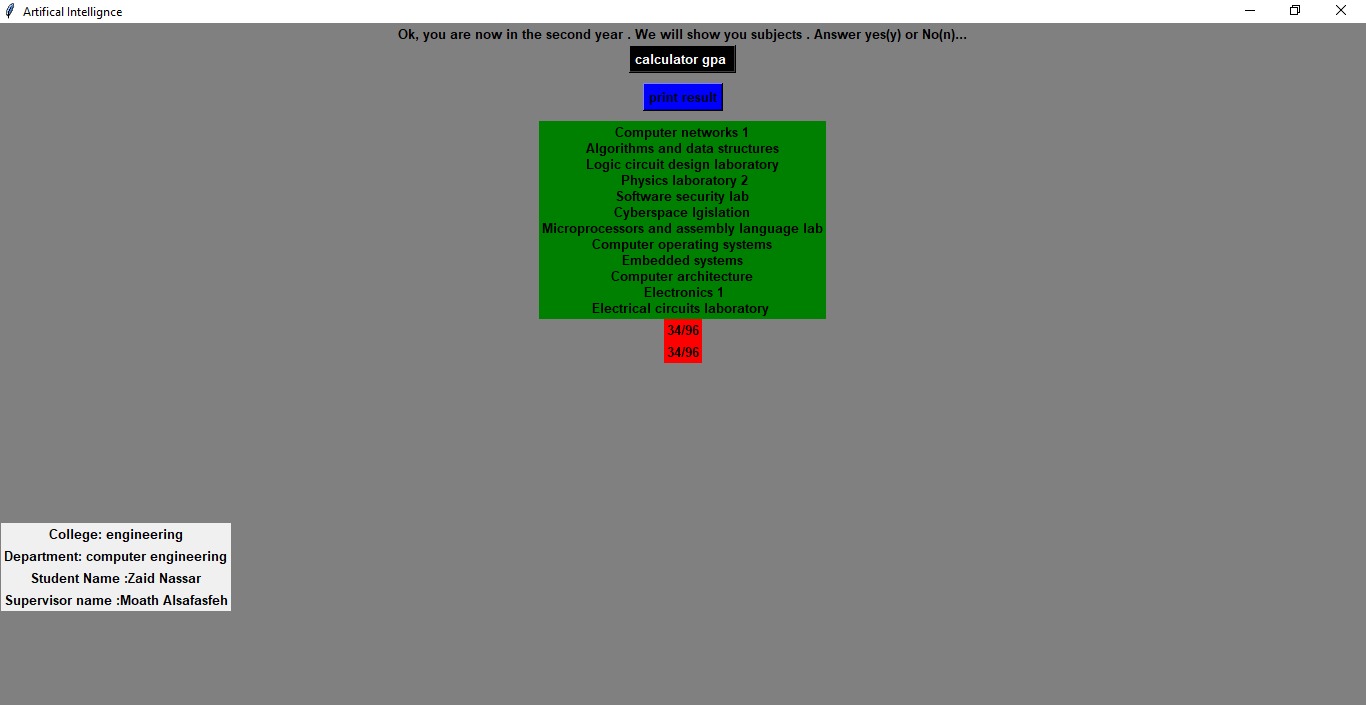 Artifical Intellignce
Ok, you are now in the second year . We will show you subjects . Answer yes(y) or No(n)...
calculator gpa
print result
Computer networks 1
Algorithms and data structures
Logic circuit design laboratory
Physics laboratory 2
Software security lab
Cyberspace lgislation
Microprocessors and assembly language lab
Computer operating systems
Embedded systems
Computer architecture
Electronics 1
Electrical circuits laboratory
34/96
34/96
College: engineering
Department: computer engineering
Student Name :Zaid Nassar
Supervisor name :Moath Alsafasfeh